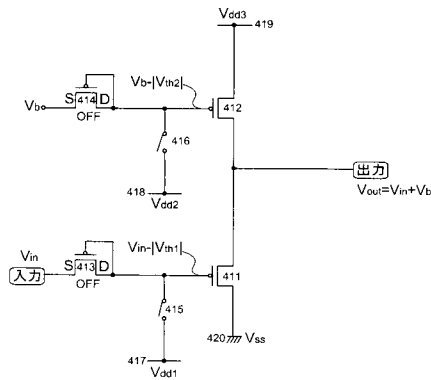 Vdd3
419
Vb-|Vth2|
Vb
S 414 D
OFF
412
416
418
Vdd2
出力
Vout=Vin+Vb
Vin
Vin-|Vth1|
入力
S 413 D
OFF
411
415
420
Vss
417
Vdd1